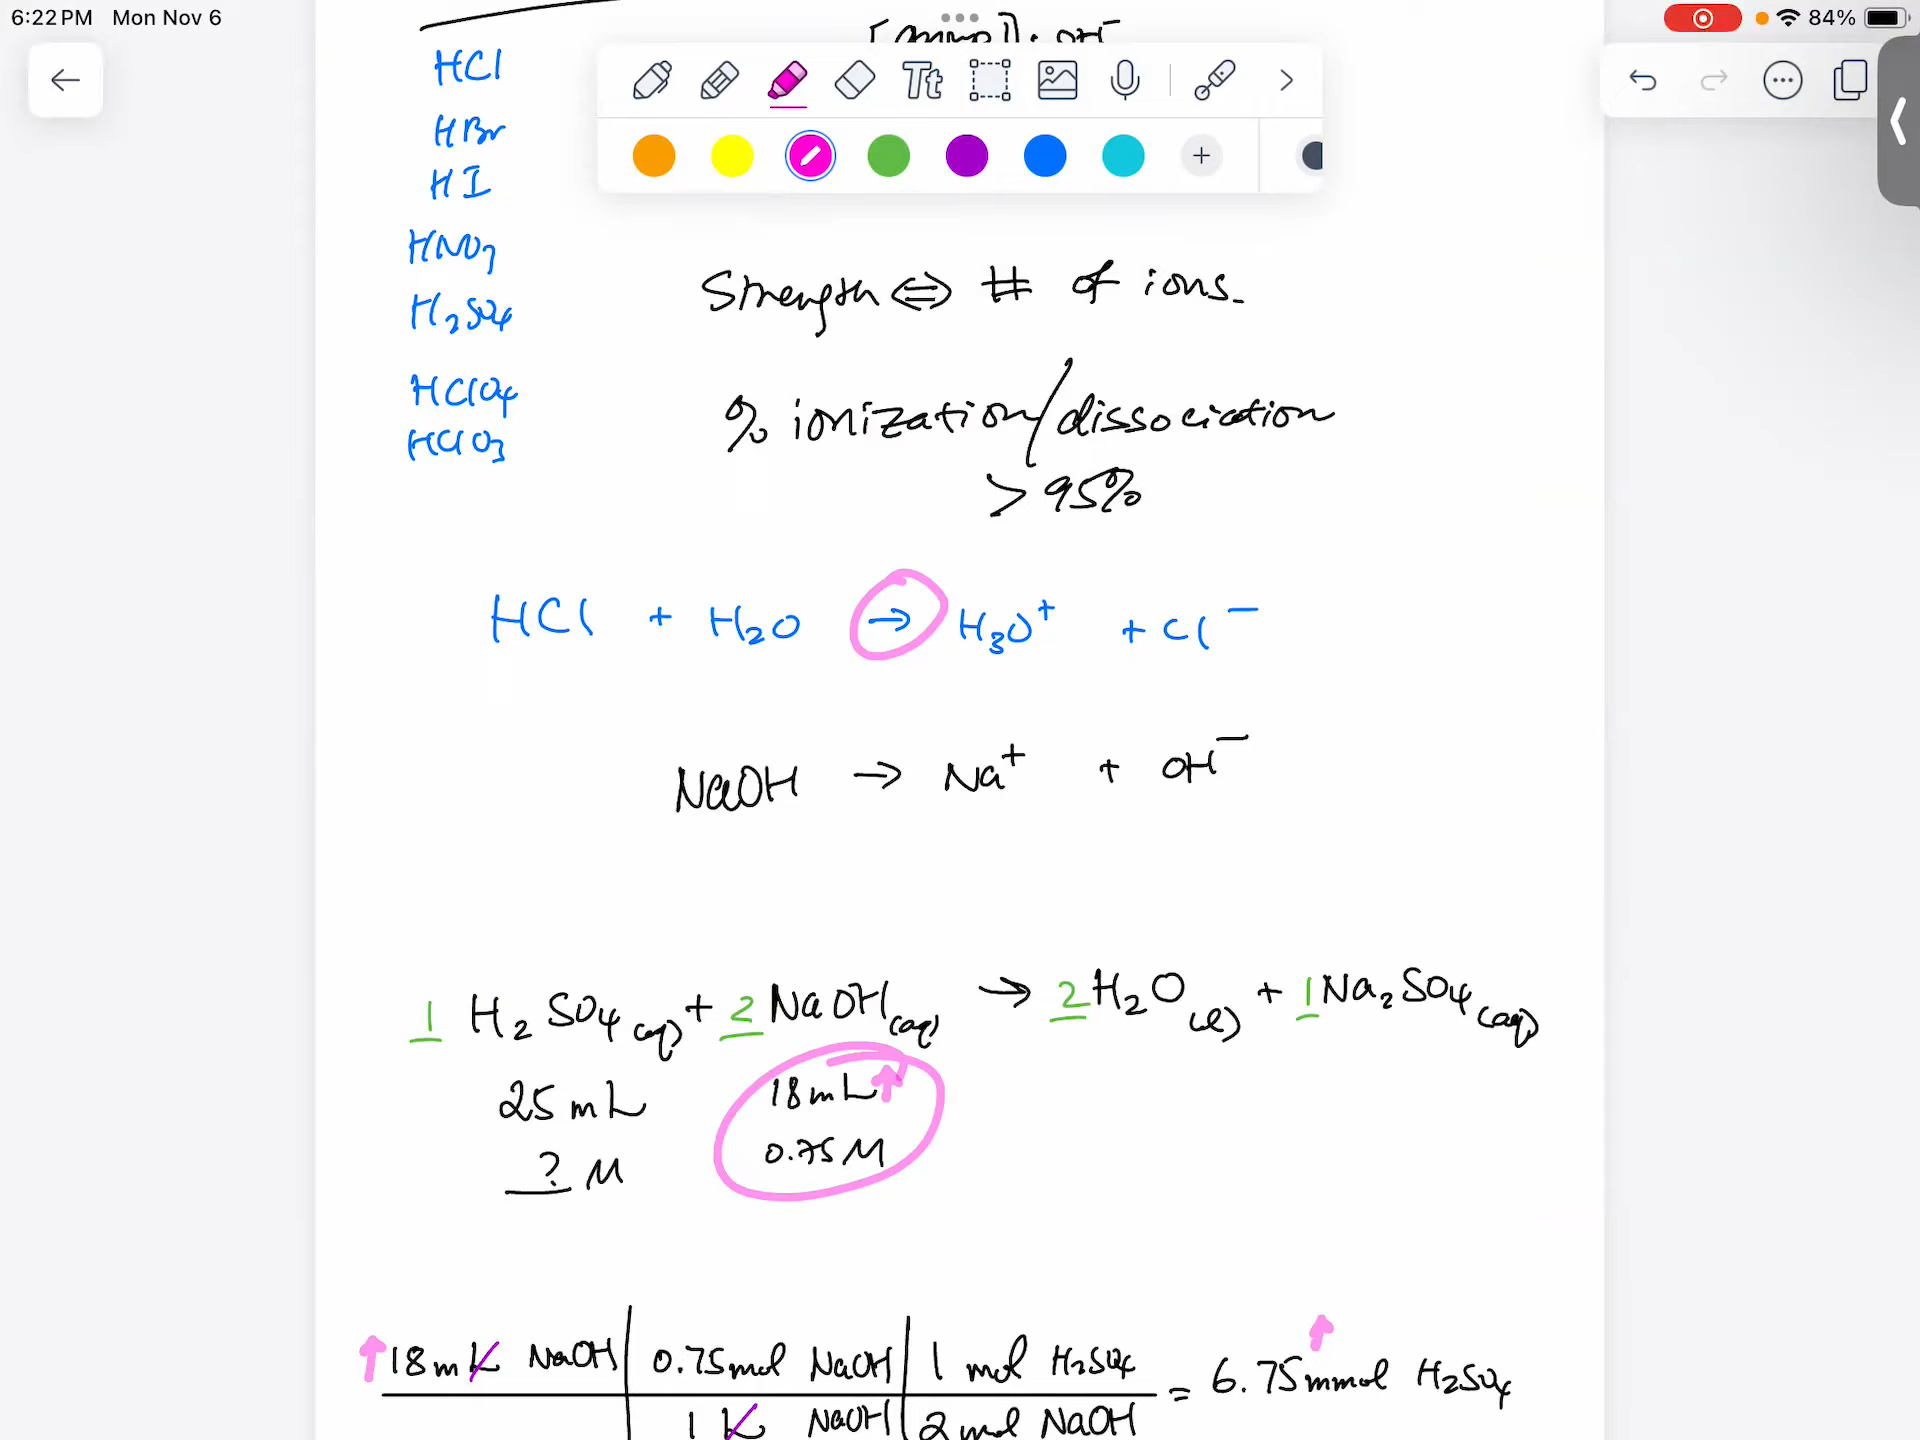 6:22 PM Mon Nov 6
84%
Tt
HCl
HBr
HI
HNO3
H2SO4
HClO4
HClO3
Strength ⇔ # of ions.
% ionization/dissociation
> 95%
HCl + H2O → H3O+ + Cl−
NaOH → Na+ + OH−
1 H2SO4 (aq) + 2 NaOH (aq) → 2 H2O (l) + 1 Na2SO4 (aq)
25 mL 18 mL ↑
? M 0.75 M
↑ 18 mL NaOH | 0.75 mol NaOH | 1 mol H2SO4 = 6.75 mmol H2SO4 ↑
1 L NaOH | 2 mol NaOH